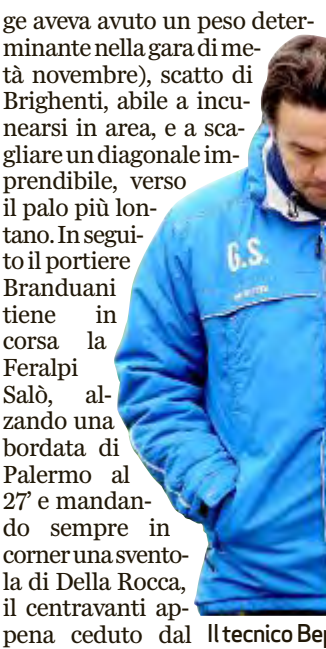 ge aveva avuto un peso deter-
minante nella gara di me-
tà novembre), scatto di
Brighenti, abile a incu-
nearsi in area, e a sca-
gliare un diagonale im-
prendibile, verso
il palo più lon-
tano. In segui-
to il portiere
Branduani
tiene in
corsa la
Feralpi
Salò, al-
zando una
bordata di
Palermo al
27' e mandan-
do sempre in
corner una svento-
la di Della Rocca,
il centravanti ap-
pena ceduto dal
G.S.
Il tecnico Bep